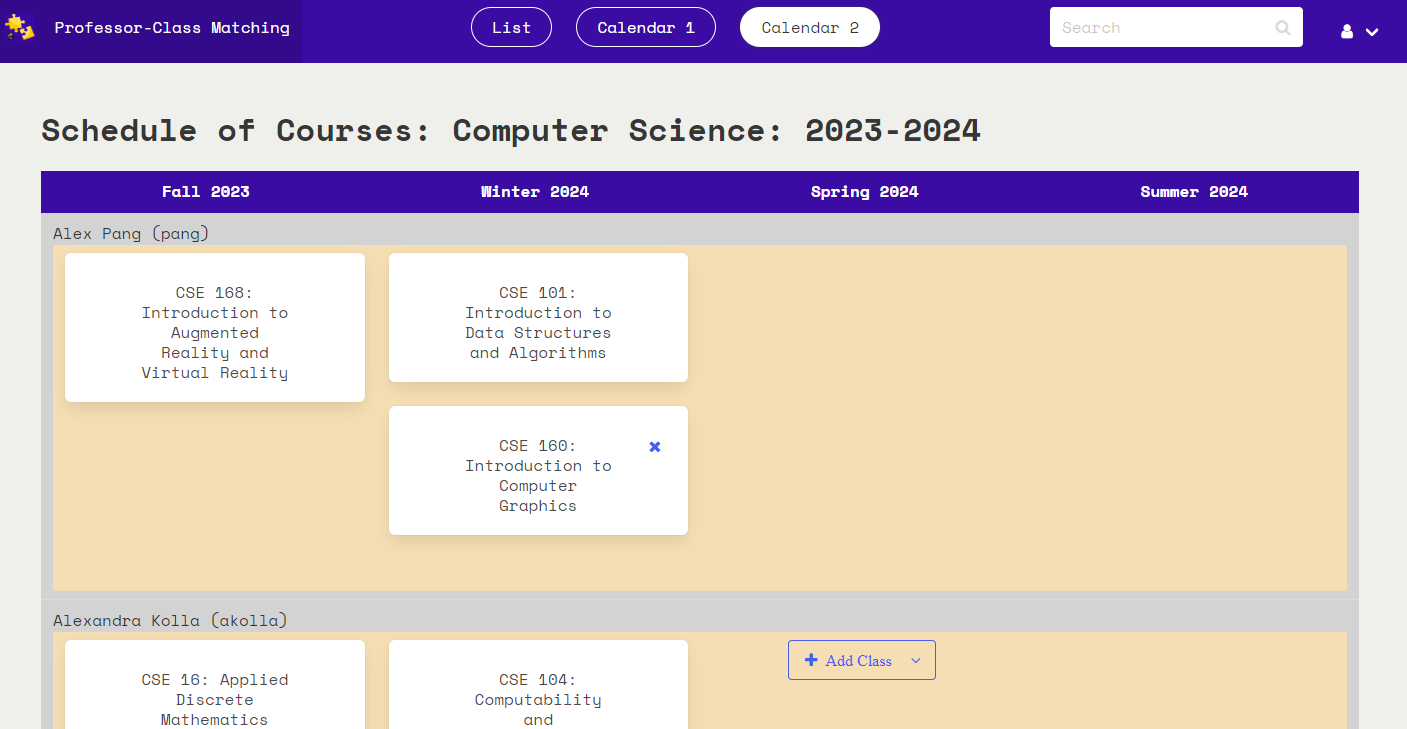 Professor-Class Matching
List
Calendar 1
Calendar 2
Search
Schedule of Courses: Computer Science: 2023-2024
Fall 2023
Winter 2024
Spring 2024
Summer 2024
Alex Pang (pang)
CSE 168:
Introduction to
Augmented
Reality and
Virtual Reality
CSE 101:
Introduction to
Data Structures
and Algorithms
CSE 160:
Introduction to
Computer
Graphics
Alexandra Kolla (akolla)
CSE 16: Applied
Discrete
Mathematics
CSE 104:
Computability
and
Add Class